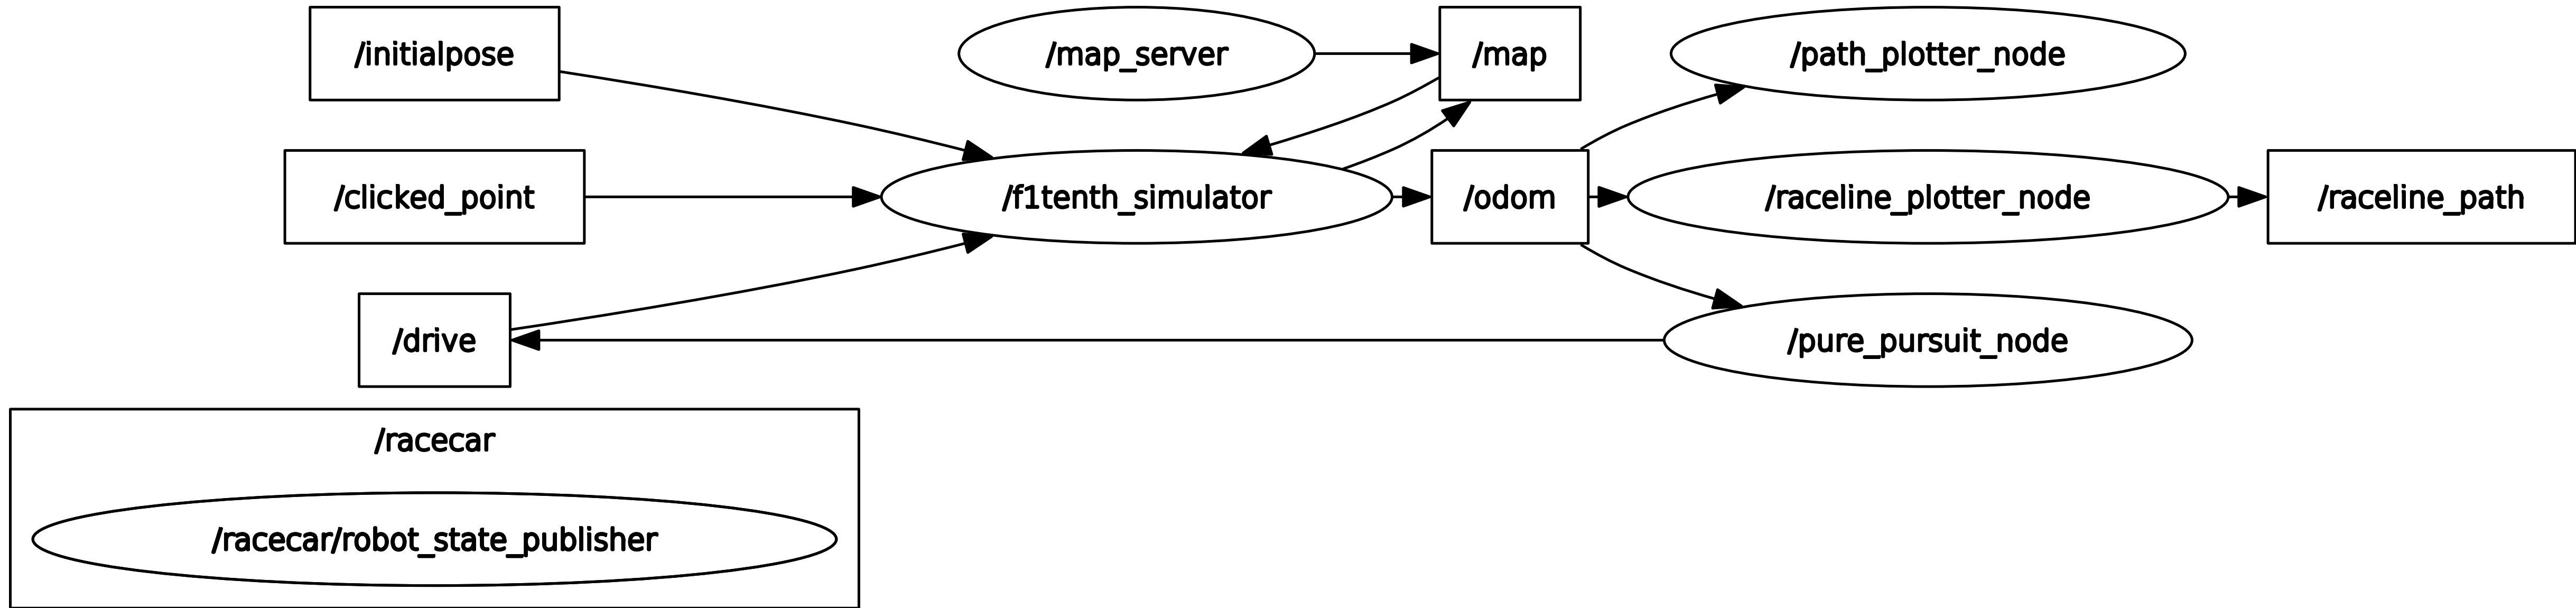 /initialpose
/map_server
/map
/path_plotter_node
/clicked_point
/f1tenth_simulator
/odom
/raceline_plotter_node
/raceline_path
/drive
/pure_pursuit_node
/racecar
/racecar/robot_state_publisher